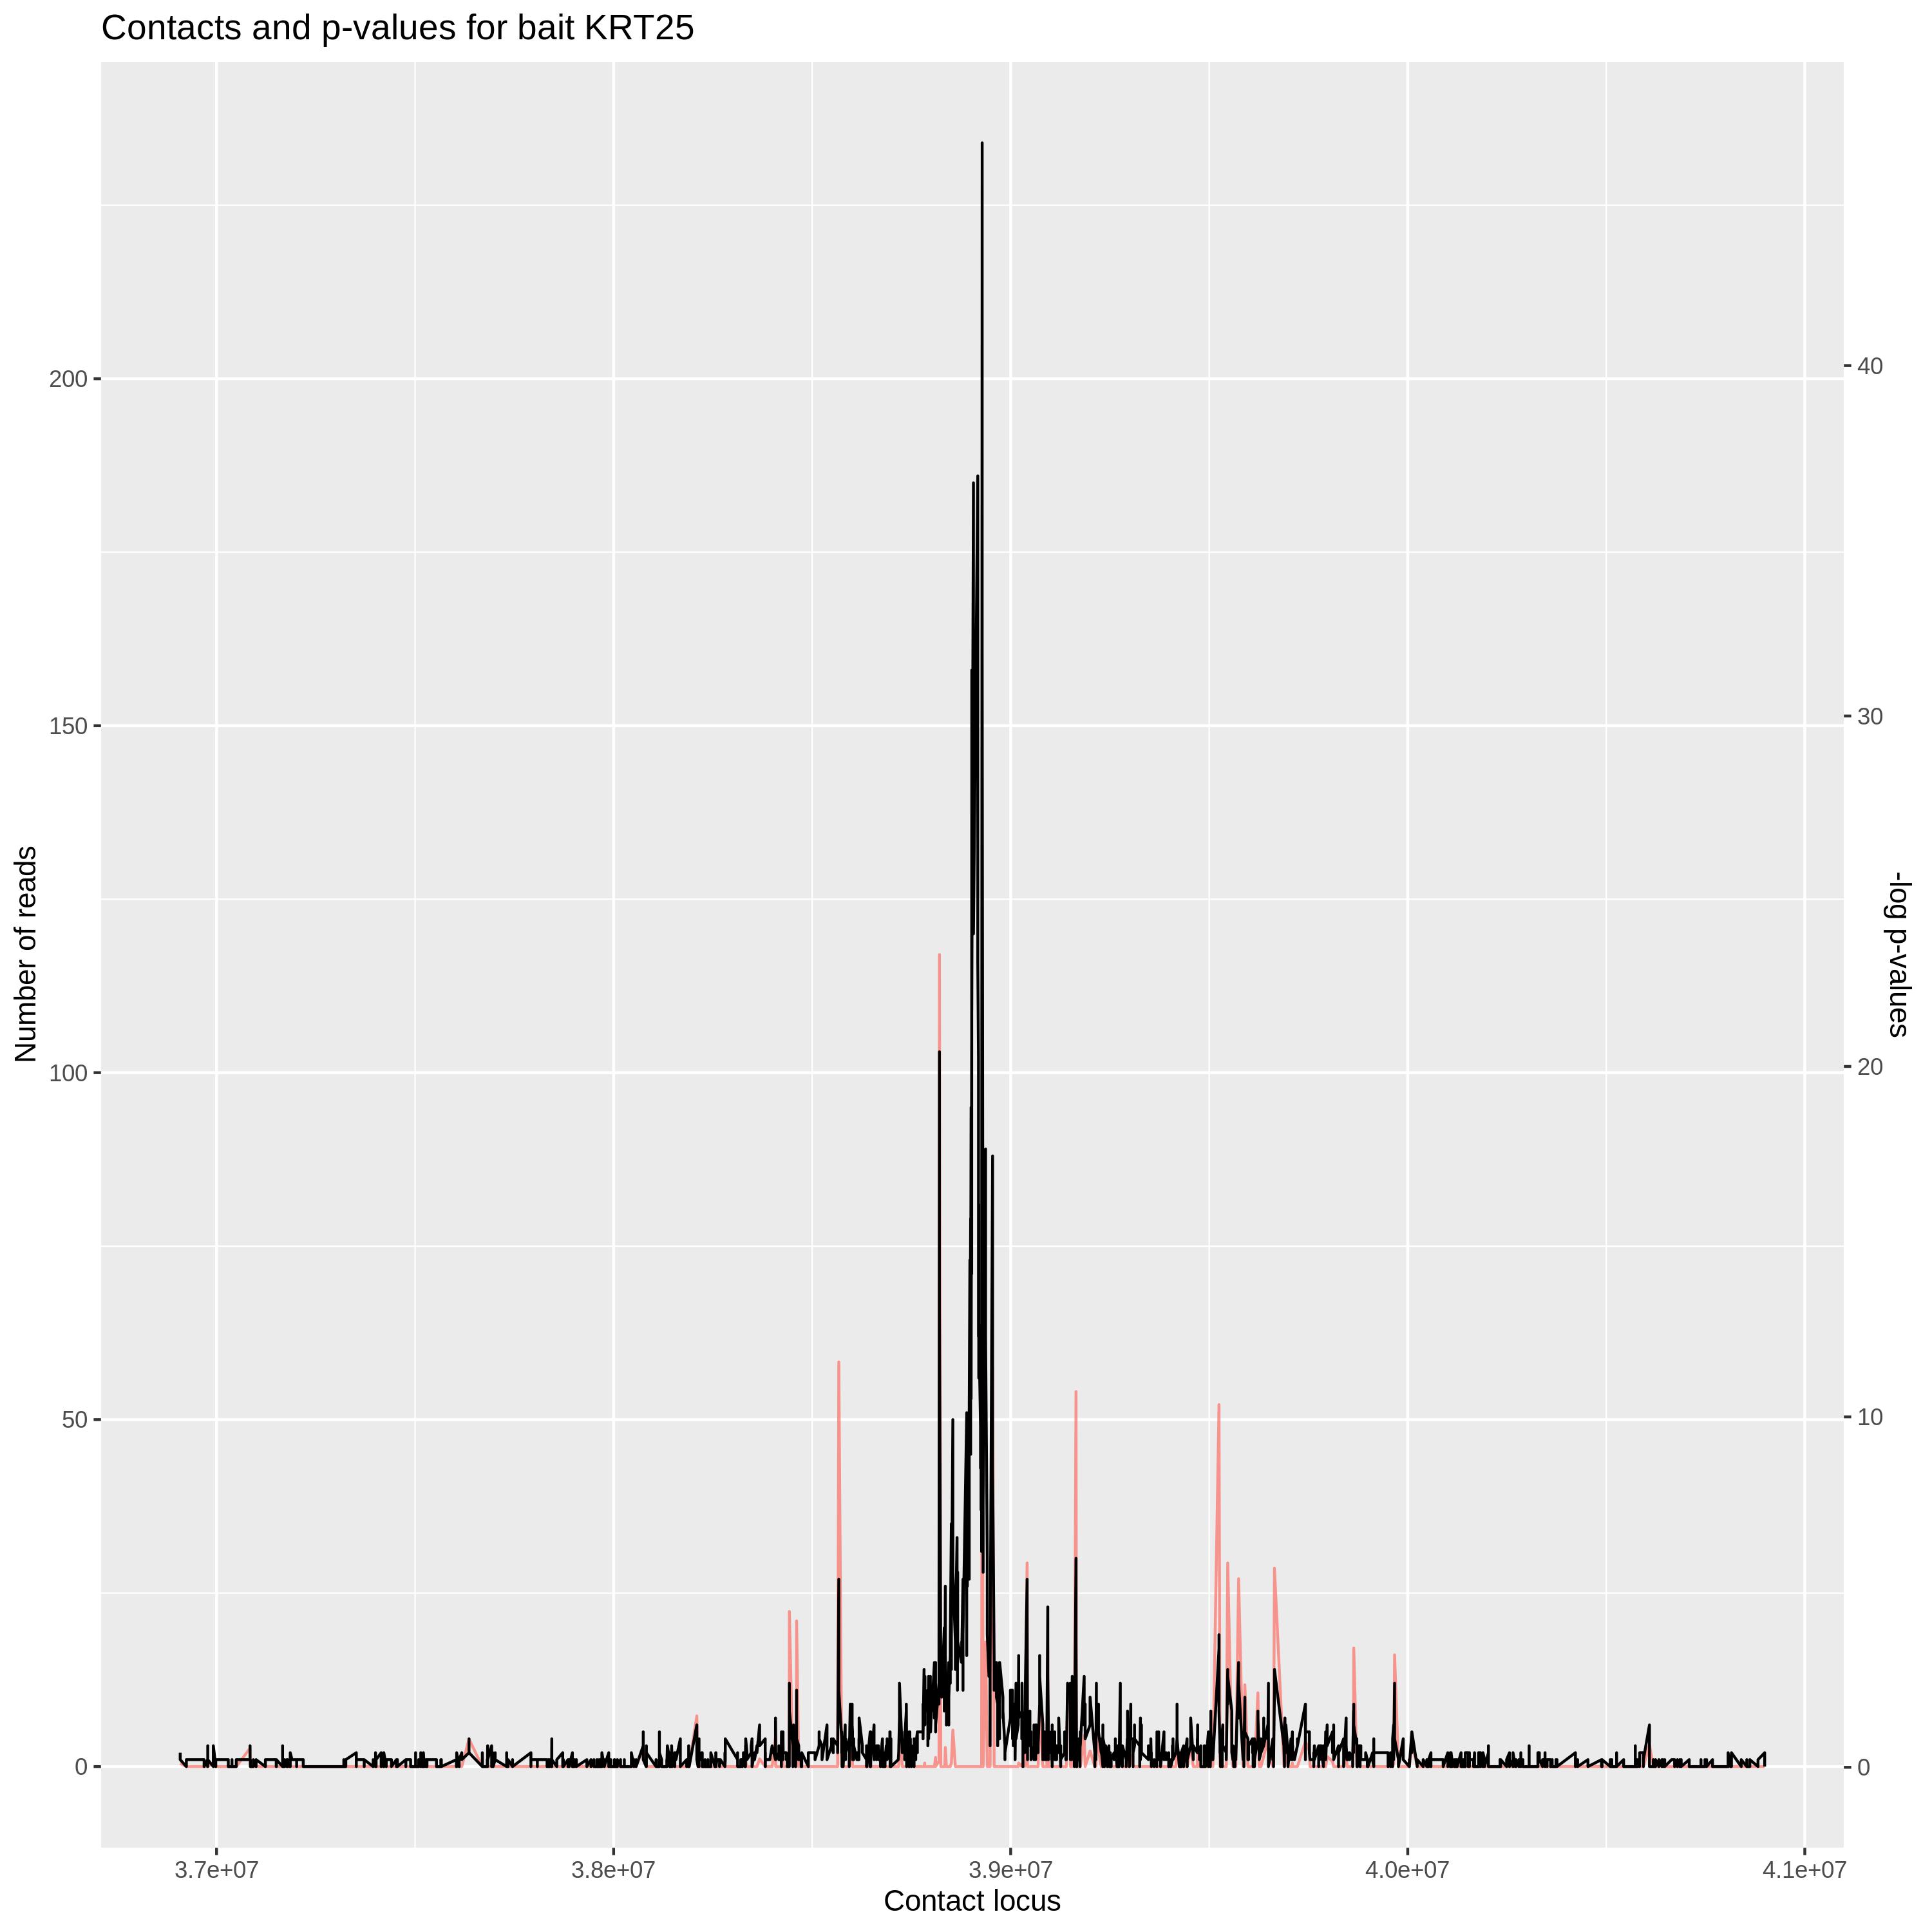 Contacts and p-values for bait KRT25
Number of reads
200
150
100
50
0
40
30
20
10
0
-log p-values
3.7e+07 3.8e+07 3.9e+07 4.0e+07 4.1e+07
Contact locus